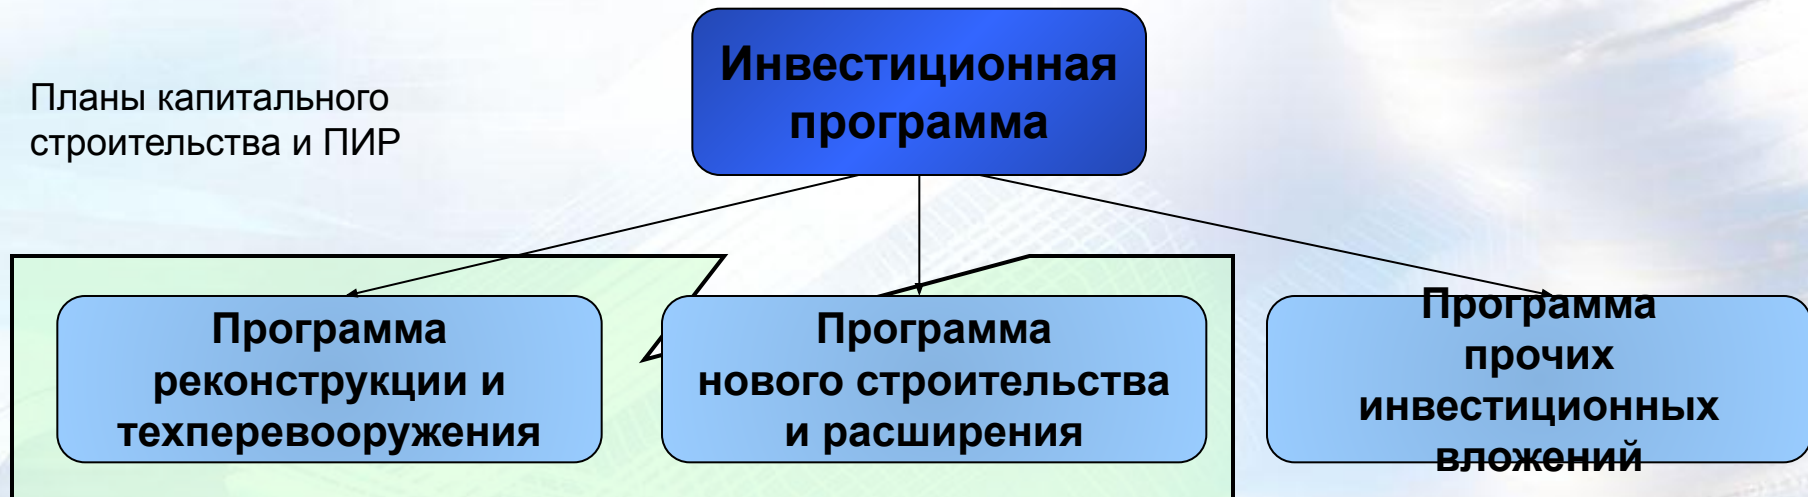 Инвестиционная
программа
Планы капитального
строительства и ПИР
Программа
реконструкции и
техперевооружения
Программа
нового строительства
и расширения
Программа
прочих
инвестиционных
вложений